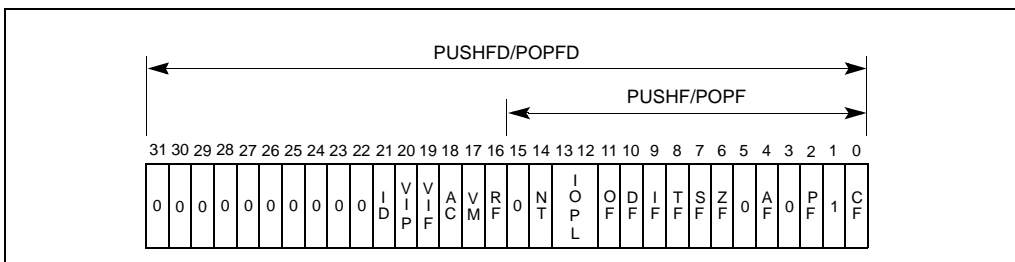 PUSHFD/POPFD
PUSHF/POPF
31 30 29 28 27 26 25 24 23 22 21 20 19 18 17 16 15 14 13 12 11 10 9 8 7 6 5 4 3 2 1 0
0 0 0 0 0 0 0 0 0 0 ID VIP VIF AC VM RF 0 NT IOPL OF DF IF TF SF ZF 0 AF 0 PF 1 CF